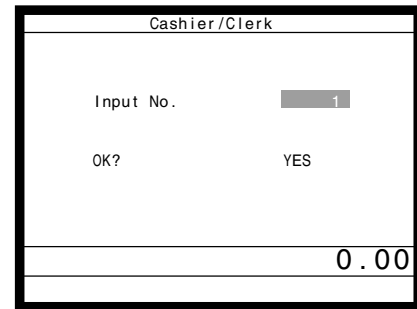 Cashier/Clerk
Input No. 1
OK? YES
0.00